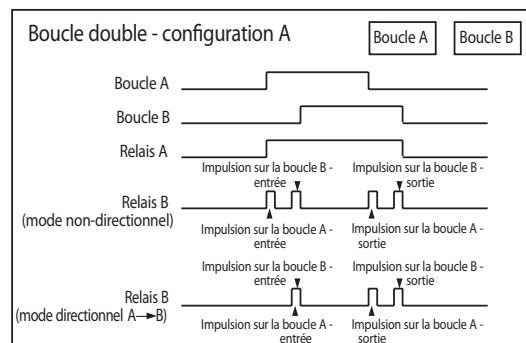 Boucle double - configuration A
Boucle A
Boucle B
Boucle A
Boucle B
Relais A
Impulsion sur la boucle B -
entrée
Impulsion sur la boucle B -
sortie
Relais B
(mode non-directionnel)
Impulsion sur la boucle A -
entrée
Impulsion sur la boucle A -
sortie
Impulsion sur la boucle B -
entrée
Impulsion sur la boucle B -
sortie
Relais B
(mode directionnel A→B)
Impulsion sur la boucle A -
entrée
Impulsion sur la boucle A -
sortie